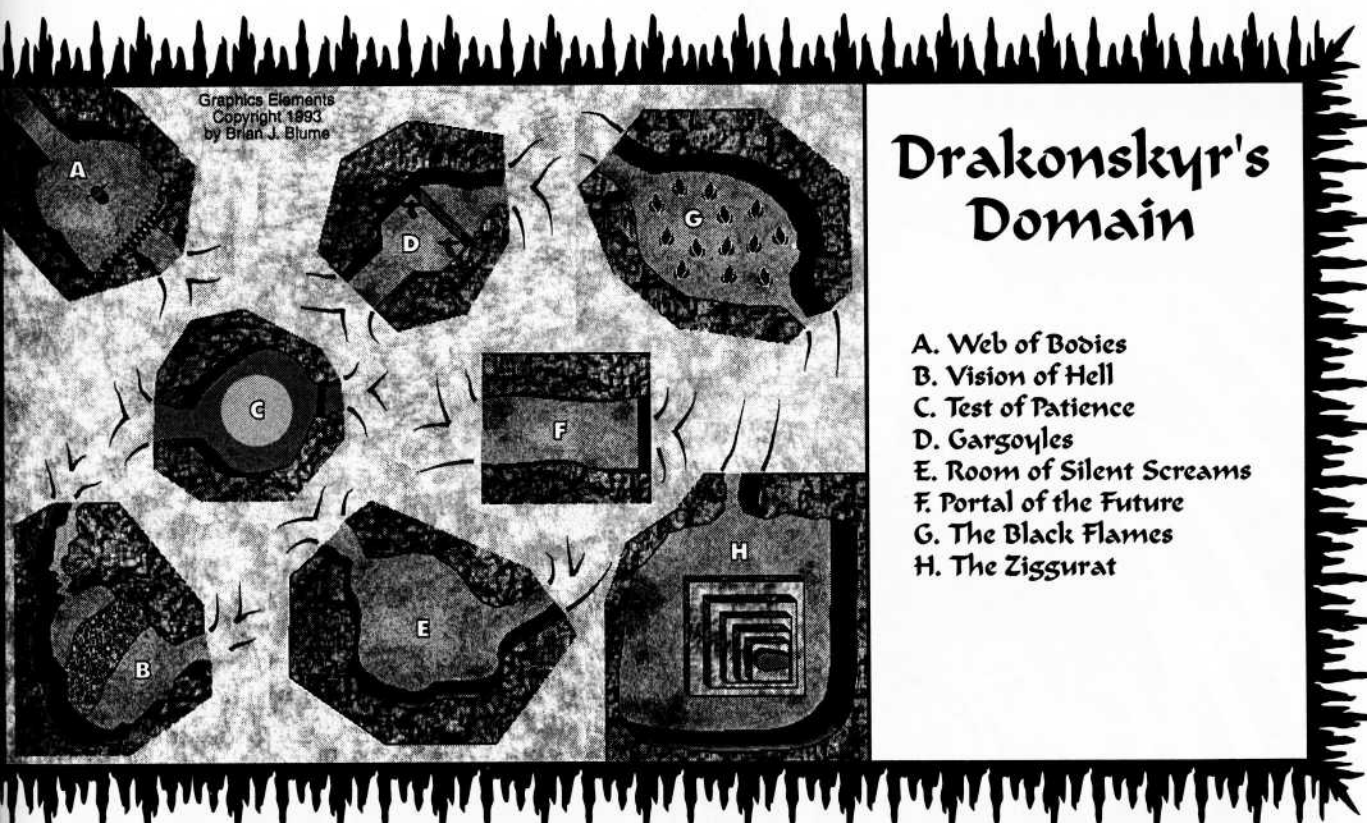 Graphics Elements
Copyright 1993
by Brian J. Blume
A
D
G
C
F
H
E
B
Drakonskyr's
Domain
A. Web of Bodies
B. Vision of Hell
C. Test of Patience
D. Gargoyles
E. Room of Silent Screams
F. Portal of the Future
G. The Black Flames
H. The Ziggurat